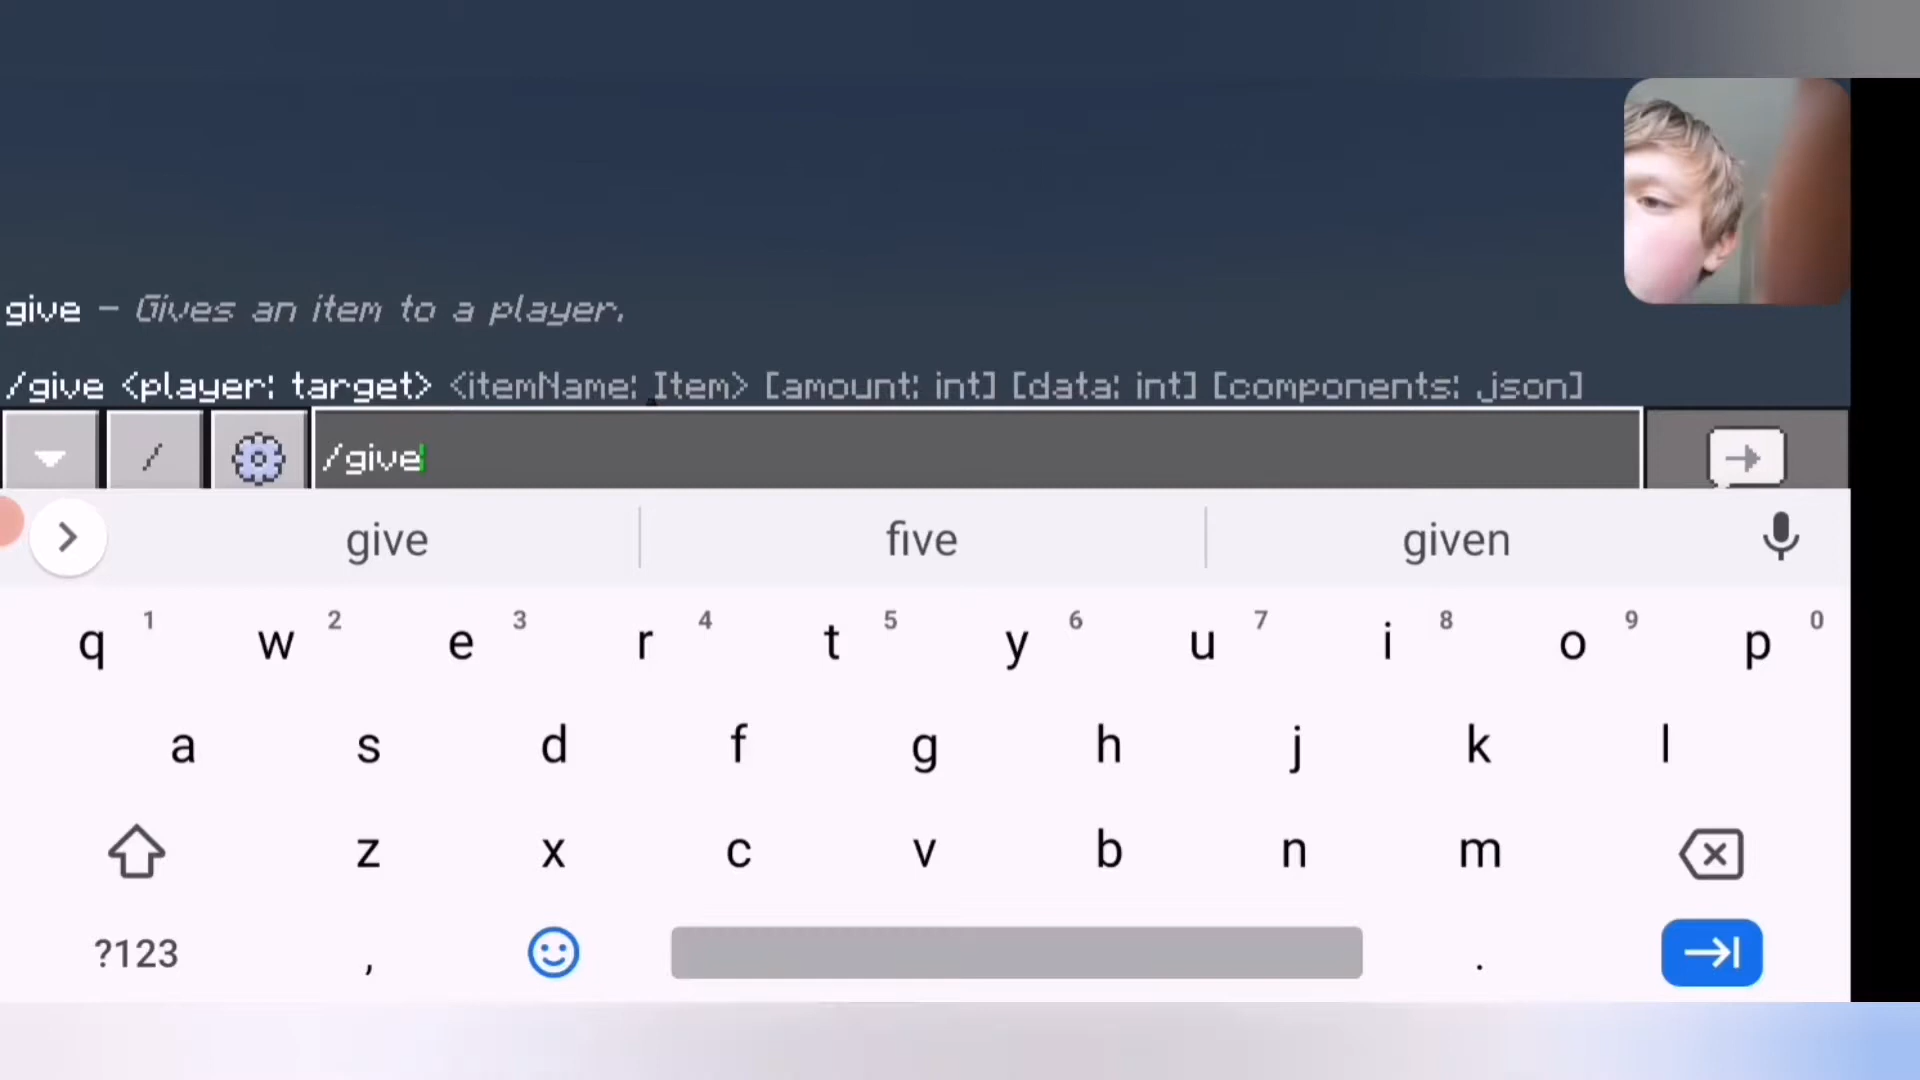 give – Gives an item to a player.
/give <player: target> <itemName: Item> [amount: int] [data: int] [components: json]
/ /give
give five given
q 1 w 2 e 3 r 4 t 5 y 6 u 7 i 8 o 9 p 0
a s d f g h j k l
z x c v b n m
?123 , .